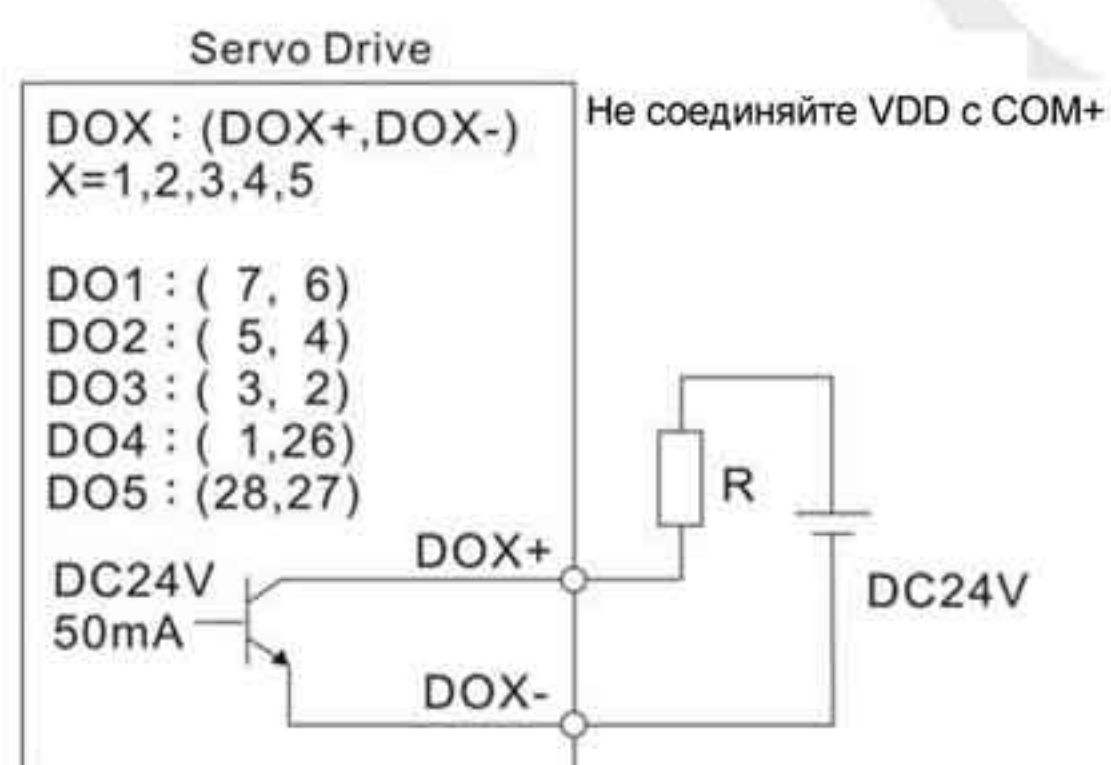 Servo Drive
DOX : (DOX+,DOX-)
Не соединяйте VDD с COM+
X=1,2,3,4,5
DO1 : ( 7, 6)
DO2 : ( 5, 4)
DO3 : ( 3, 2)
DO4 : ( 1,26)
DO5 : (28,27)
R
DOX+
DC24V
DC24V
50mA
DOX-